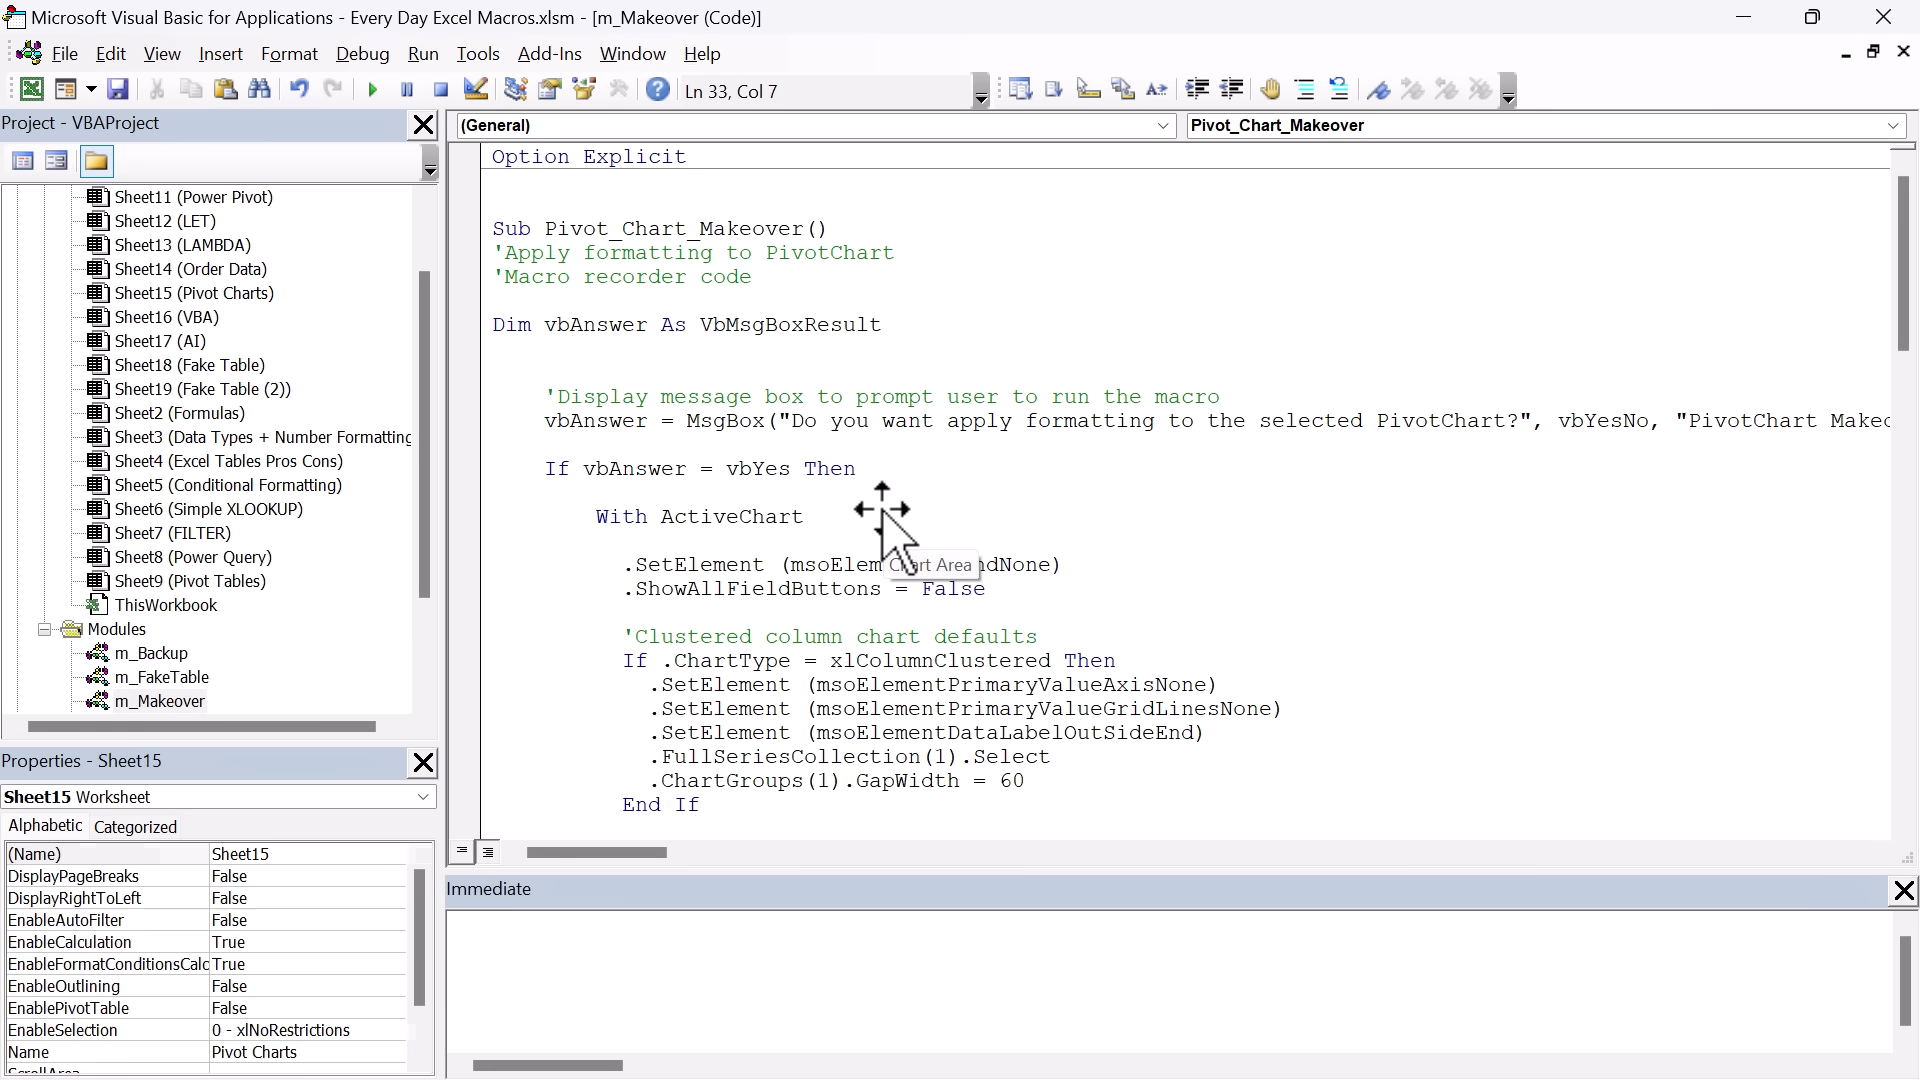 Microsoft Visual Basic for Applications - Every Day Excel Macros.xlsm - [m_Makeover (Code)]
File Edit View Insert Format Debug Run Tools Add-Ins Window Help
Ln 33, Col 7
Project - VBAProject
Sheet11 (Power Pivot)
Sheet12 (LET)
Sheet13 (LAMBDA)
Sheet14 (Order Data)
Sheet15 (Pivot Charts)
Sheet16 (VBA)
Sheet17 (AI)
Sheet18 (Fake Table)
Sheet19 (Fake Table (2))
Sheet2 (Formulas)
Sheet3 (Data Types + Number Formatting
Sheet4 (Excel Tables Pros Cons)
Sheet5 (Conditional Formatting)
Sheet6 (Simple XLOOKUP)
Sheet7 (FILTER)
Sheet8 (Power Query)
Sheet9 (Pivot Tables)
ThisWorkbook
Modules
m_Backup
m_FakeTable
m_Makeover
Properties - Sheet15
Sheet15 Worksheet
Alphabetic Categorized
(Name) Sheet15
DisplayPageBreaks False
DisplayRightToLeft False
EnableAutoFilter False
EnableCalculation True
EnableFormatConditionsCalc True
EnableOutlining False
EnablePivotTable False
EnableSelection 0 - xlNoRestrictions
Name Pivot Charts
(General) Pivot_Chart_Makeover
Option Explicit
Sub Pivot_Chart_Makeover()
'Apply formatting to PivotChart
'Macro recorder code
Dim vbAnswer As VbMsgBoxResult
'Display message box to prompt user to run the macro
vbAnswer = MsgBox("Do you want apply formatting to the selected PivotChart?", vbYesNo, "PivotChart Makeo
If vbAnswer = vbYes Then
With ActiveChart
.SetElement (msoElem ndNone)
Chart Area
.ShowAllFieldButtons = False
'Clustered column chart defaults
If .ChartType = xlColumnClustered Then
.SetElement (msoElementPrimaryValueAxisNone)
.SetElement (msoElementPrimaryValueGridLinesNone)
.SetElement (msoElementDataLabelOutSideEnd)
.FullSeriesCollection(1).Select
.ChartGroups(1).GapWidth = 60
End If
Immediate